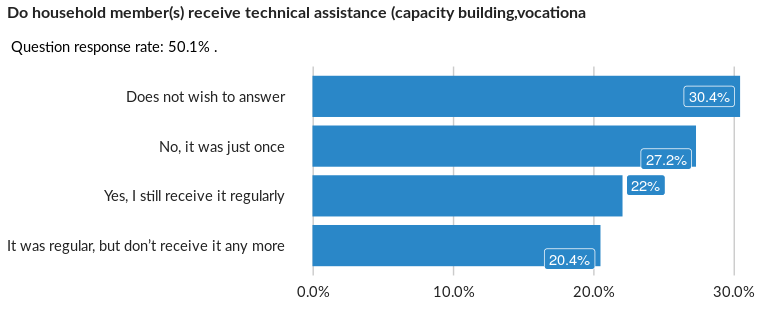 Do household member(s) receive technical assistance (capacity building,vocationa
Question response rate: 50.1% .
Does not wish to answer 30.4%
No, it was just once 27.2%
Yes, I still receive it regularly 22%
It was regular, but don't receive it any more 20.4%
0.0% 10.0% 20.0% 30.0%